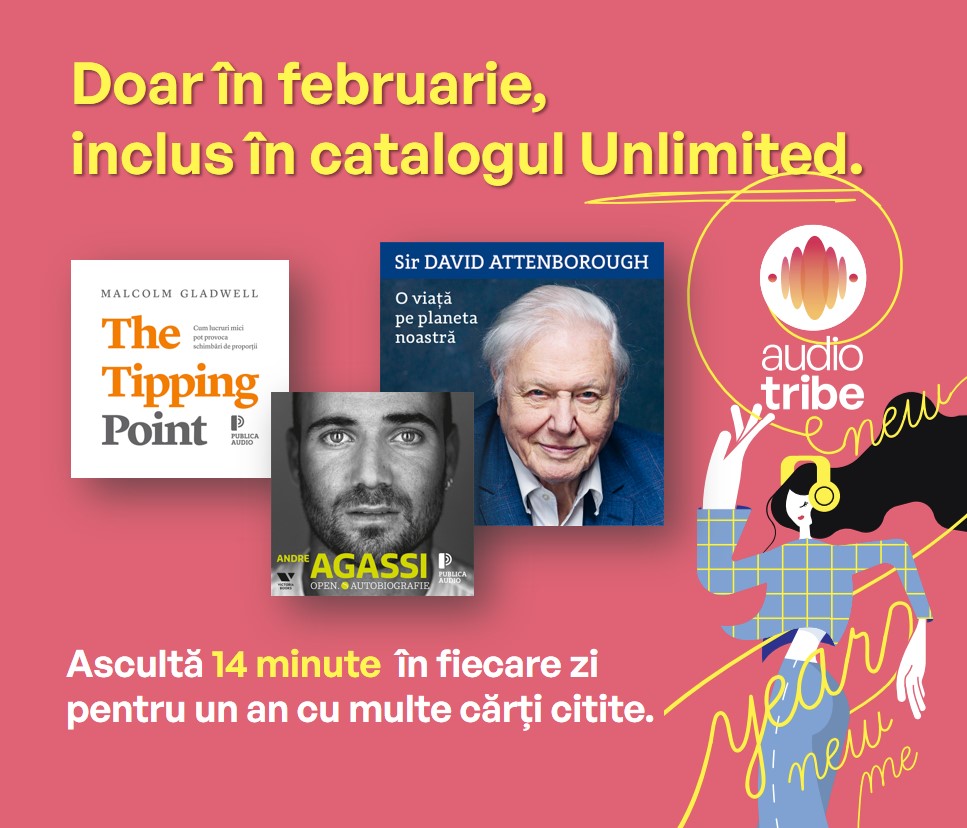 Doar în februarie,
inclus în catalogul Unlimited.
MALCOLM GLADWELL
The
Cum lucruri mici
pot provoca
schimbări de proporții
Tipping
Point
PUBLICA
AUDIO
Sir DAVID ATTENBOROUGH
O viață
pe planeta
noastră
ANDRE
AGASSI
OPEN. AUTOBIOGRAFIE
VICTORIA
BOOKS
PUBLICA
AUDIO
audio
tribe
new
year
new
me
Ascultă 14 minute în fiecare zi
pentru un an cu multe cărți citite.